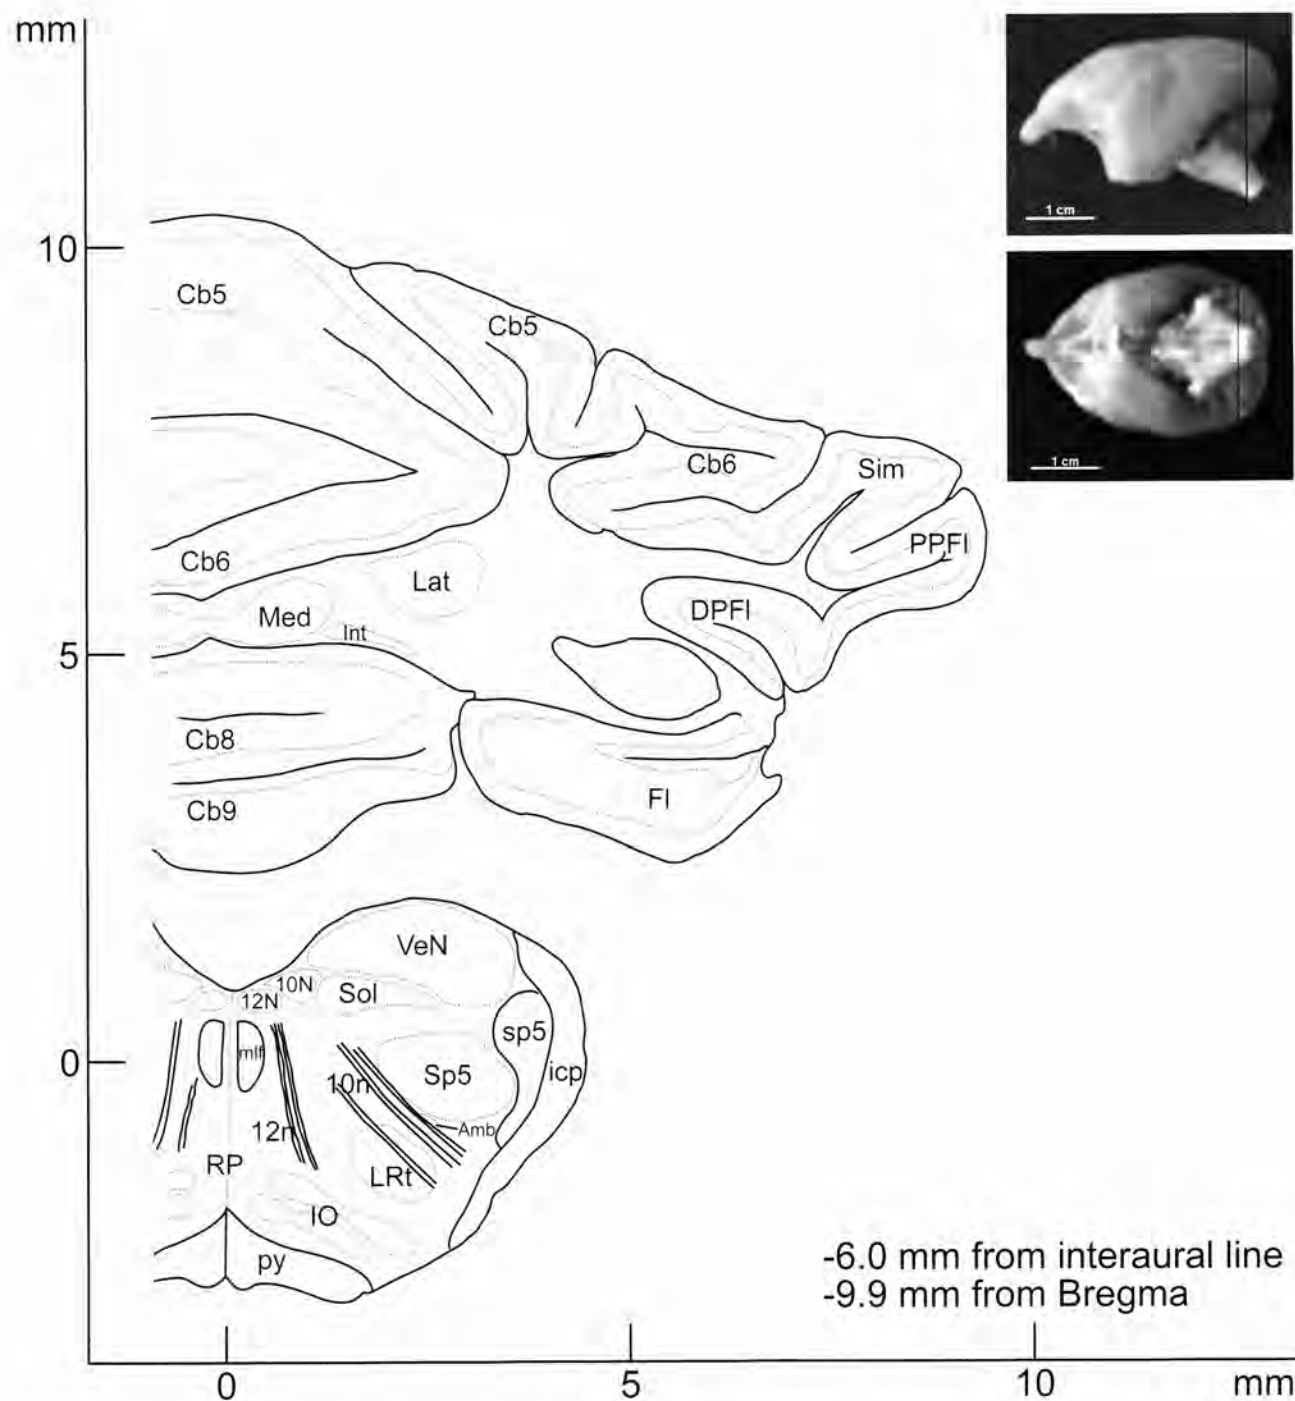 mm
1 cm
10
Cb5
Cb5
1 cm
Cb6
Sim
PPFl
Cb6
Lat
DPFl
Med
Int
5
Cb8
Fl
Cb9
VeN
10N
12N
Sol
sp5
mlf
0
Sp5
icp
10n
12n
Amb
RP
LRt
IO
py
-6.0 mm from interaural line
-9.9 mm from Bregma
0
5
10
mm